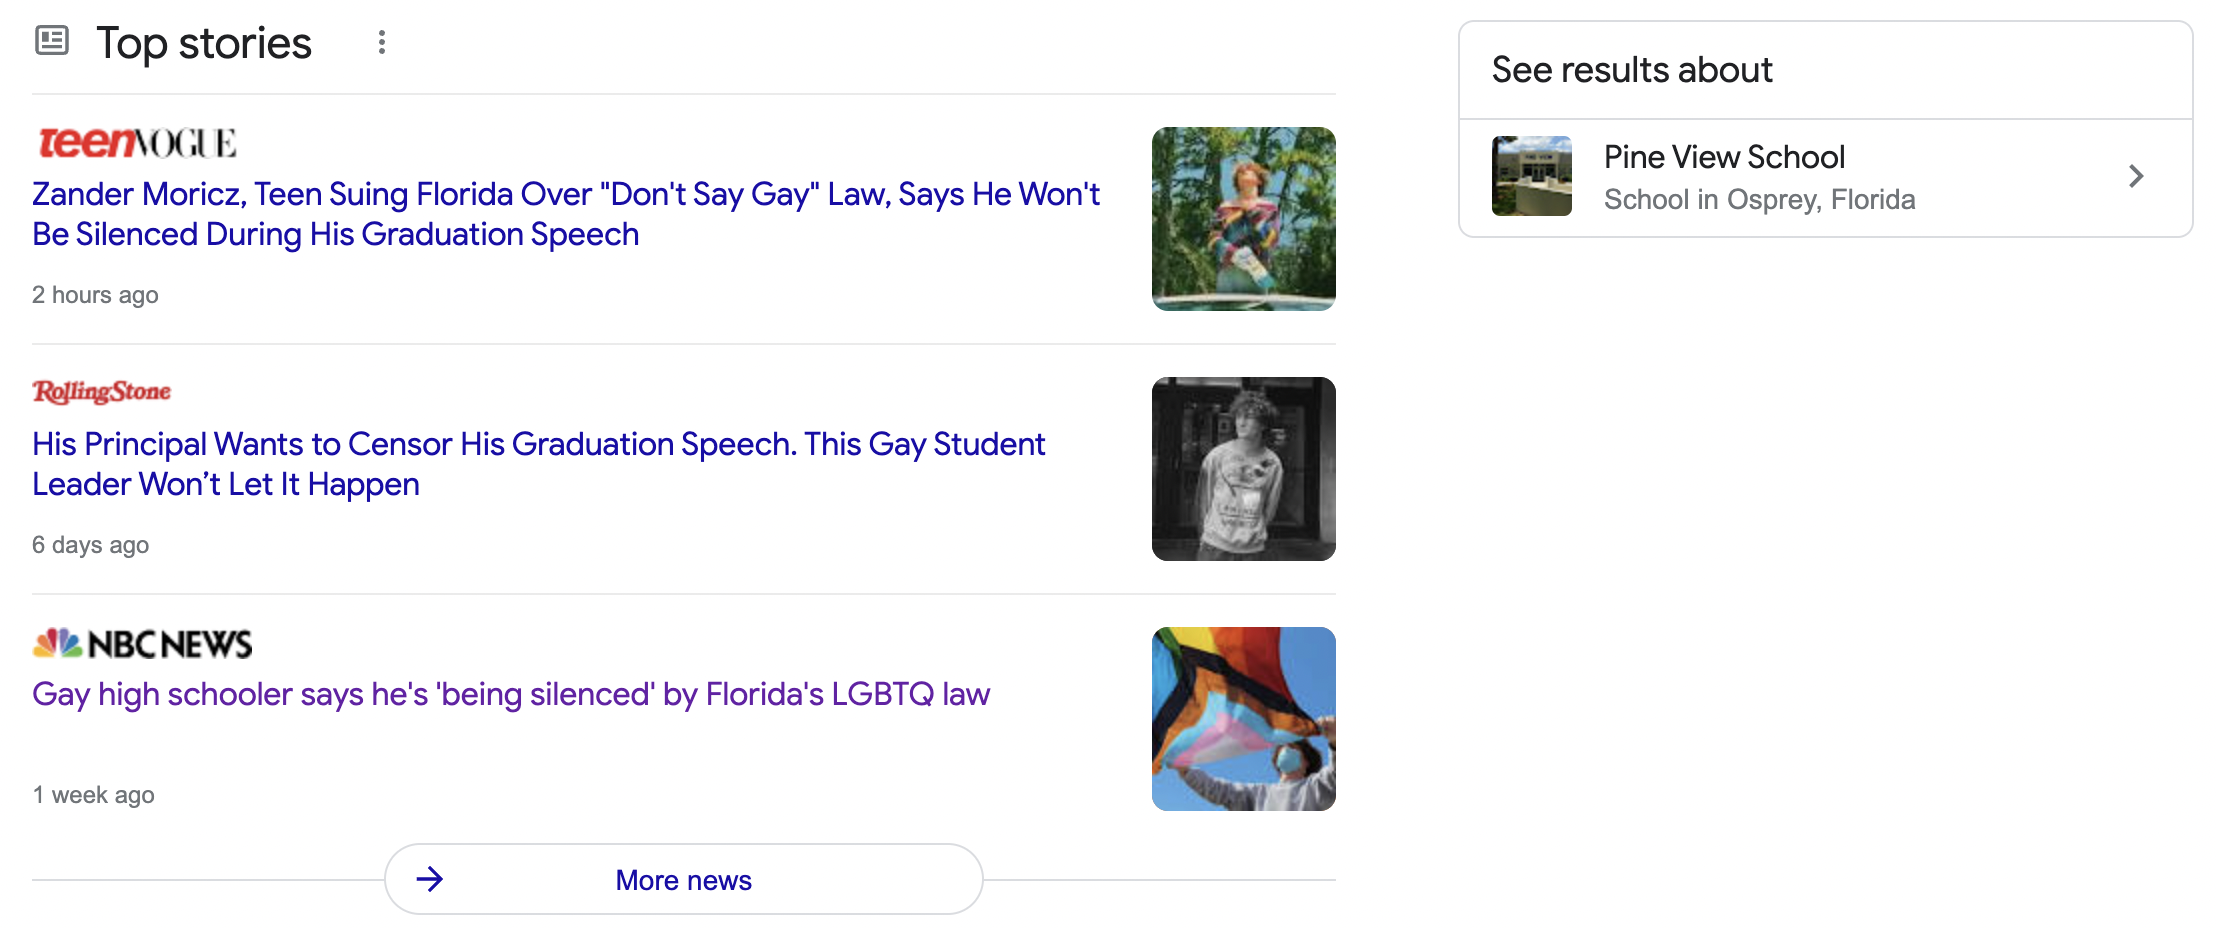 Top stories
teenVOGUE
Zander Moricz, Teen Suing Florida Over "Don't Say Gay" Law, Says He Won't
Be Silenced During His Graduation Speech
2 hours ago
RollingStone
His Principal Wants to Censor His Graduation Speech. This Gay Student
Leader Won’t Let It Happen
6 days ago
NBC NEWS
Gay high schooler says he's 'being silenced' by Florida's LGBTQ law
1 week ago
More news
See results about
PINE VIEW
Pine View School
School in Osprey, Florida